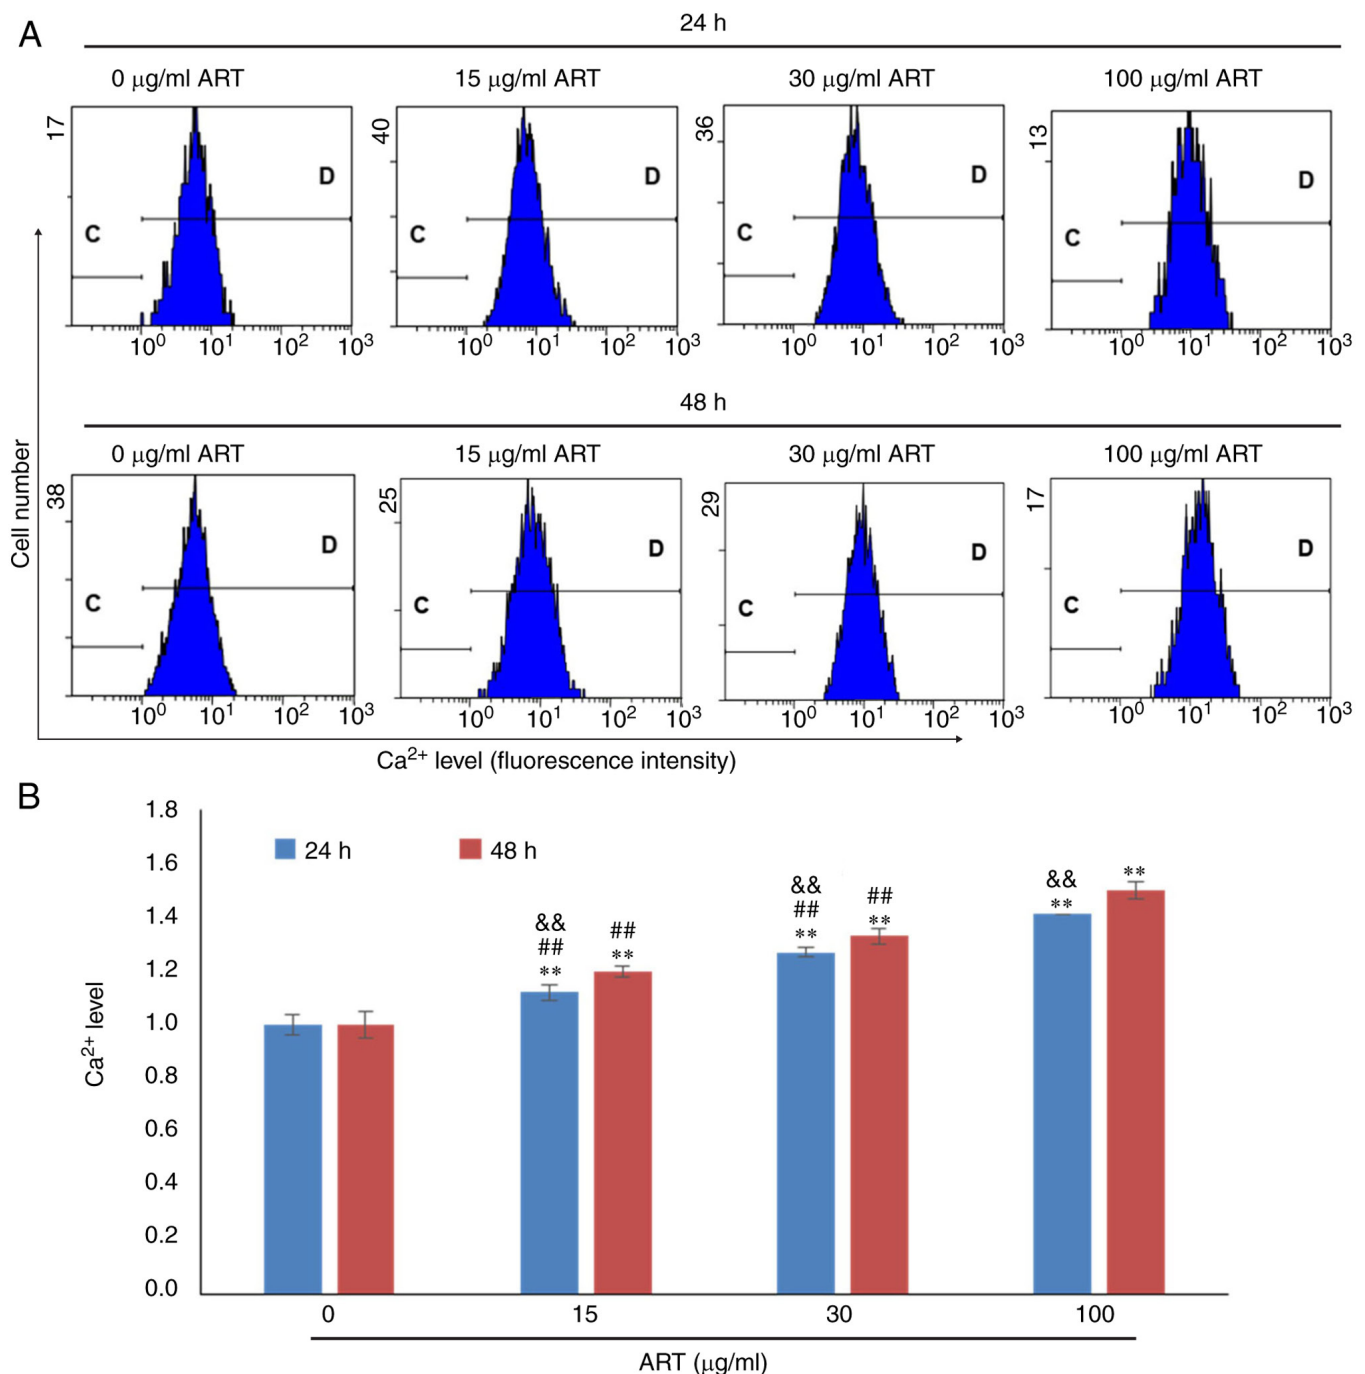 A
24 h
0 μg/ml ART 15 μg/ml ART 30 μg/ml ART 100 μg/ml ART
17 40 36 13
D D D D
C C C C
10⁰ 10¹ 10² 10³ 10⁰ 10¹ 10² 10³ 10⁰ 10¹ 10² 10³ 10⁰ 10¹ 10² 10³
48 h
0 μg/ml ART 15 μg/ml ART 30 μg/ml ART 100 μg/ml ART
38 25 29 17
D D D D
C C C C
10⁰ 10¹ 10² 10³ 10⁰ 10¹ 10² 10³ 10⁰ 10¹ 10² 10³ 10⁰ 10¹ 10² 10³
Cell number
Ca²⁺ level (fluorescence intensity)
B
Ca²⁺ level
1.8
1.6
1.4
1.2
1.0
0.8
0.6
0.4
0.2
0.0
24 h 48 h
&&
##
**
##
**
&&
##
**
##
**
&&
**
**
0 15 30 100
ART (μg/ml)